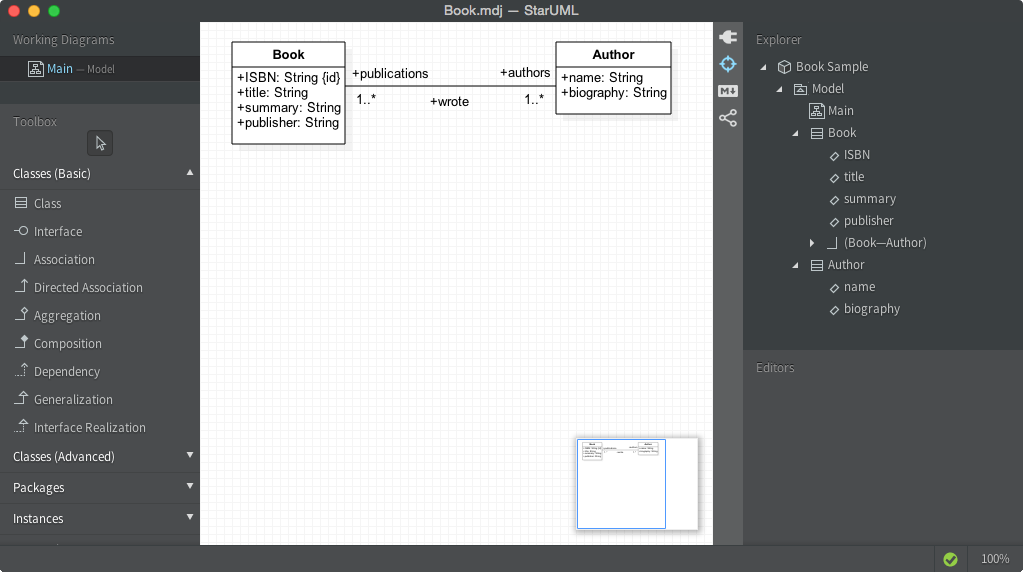 Book.mdj — StarUML
Working Diagrams
Main — Model
Toolbox
Classes (Basic)
Class
Interface
Association
Directed Association
Aggregation
Composition
Dependency
Generalization
Interface Realization
Classes (Advanced)
Packages
Instances
Book
+ISBN: String {id}
+title: String
+summary: String
+publisher: String
+publications
+authors
1..*
+wrote
1..*
Author
+name: String
+biography: String
M↓
Explorer
Book Sample
Model
Main
Book
ISBN
title
summary
publisher
(Book—Author)
Author
name
biography
Editors
100%